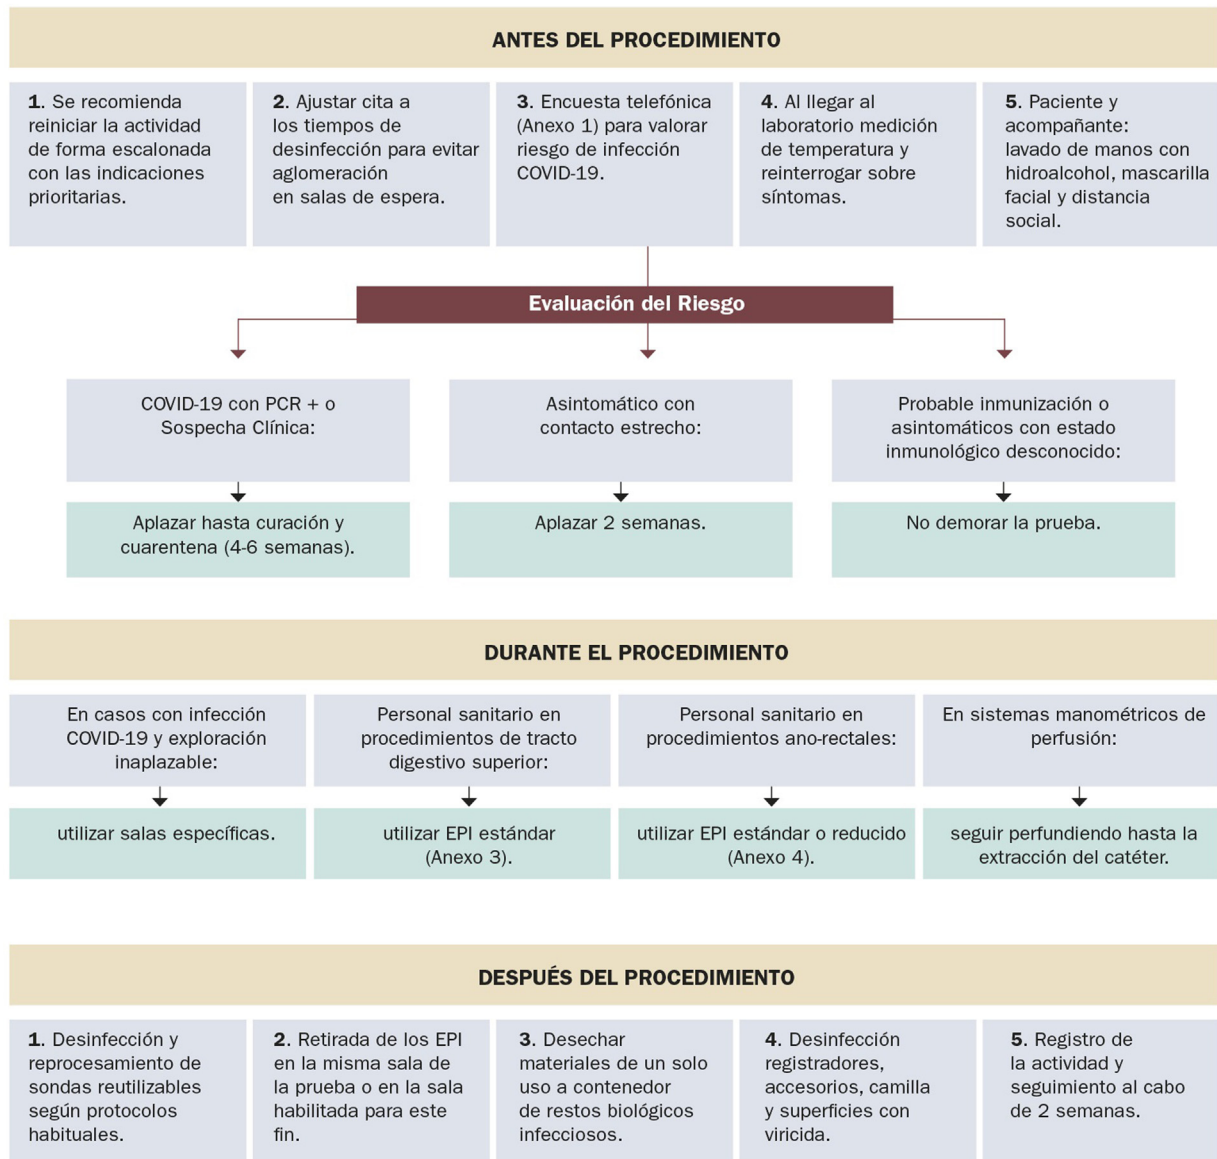 ANTES DEL PROCEDIMIENTO
1. Se recomienda
reiniciar la actividad
de forma escalonada
con las indicaciones
prioritarias.
2. Ajustar cita a
los tiempos de
desinfección para evitar
aglomeración
en salas de espera.
3. Encuesta telefónica
(Anexo 1) para valorar
riesgo de infección
COVID-19.
4. Al llegar al
laboratorio medición
de temperatura y
reinterrogar sobre
síntomas.
5. Paciente y
acompañante:
lavado de manos con
hidroalcohol, mascarilla
facial y distancia
social.
Evaluación del Riesgo
COVID-19 con PCR + o
Sospecha Clínica:
Aplazar hasta curación y
cuarentena (4-6 semanas).
Asintomático con
contacto estrecho:
Aplazar 2 semanas.
Probable inmunización o
asintomáticos con estado
inmunológico desconocido:
No demorar la prueba.
DURANTE EL PROCEDIMIENTO
En casos con infección
COVID-19 y exploración
inaplazable:
utilizar salas específicas.
Personal sanitario en
procedimientos de tracto
digestivo superior:
utilizar EPI estándar
(Anexo 3).
Personal sanitario en
procedimientos ano-rectales:
utilizar EPI estándar o reducido
(Anexo 4).
En sistemas manométricos de
perfusión:
seguir perfundiendo hasta la
extracción del catéter.
DESPUÉS DEL PROCEDIMIENTO
1. Desinfección y
reprocesamiento de
sondas reutilizables
según protocolos
habituales.
2. Retirada de los EPI
en la misma sala de
la prueba o en la sala
habilitada para este
fin.
3. Desechar
materiales de un solo
uso a contenedor
de restos biológicos
infecciosos.
4. Desinfección
registradores,
accesorios, camilla
y superficies con
viricida.
5. Registro de
la actividad y
seguimiento al cabo
de 2 semanas.